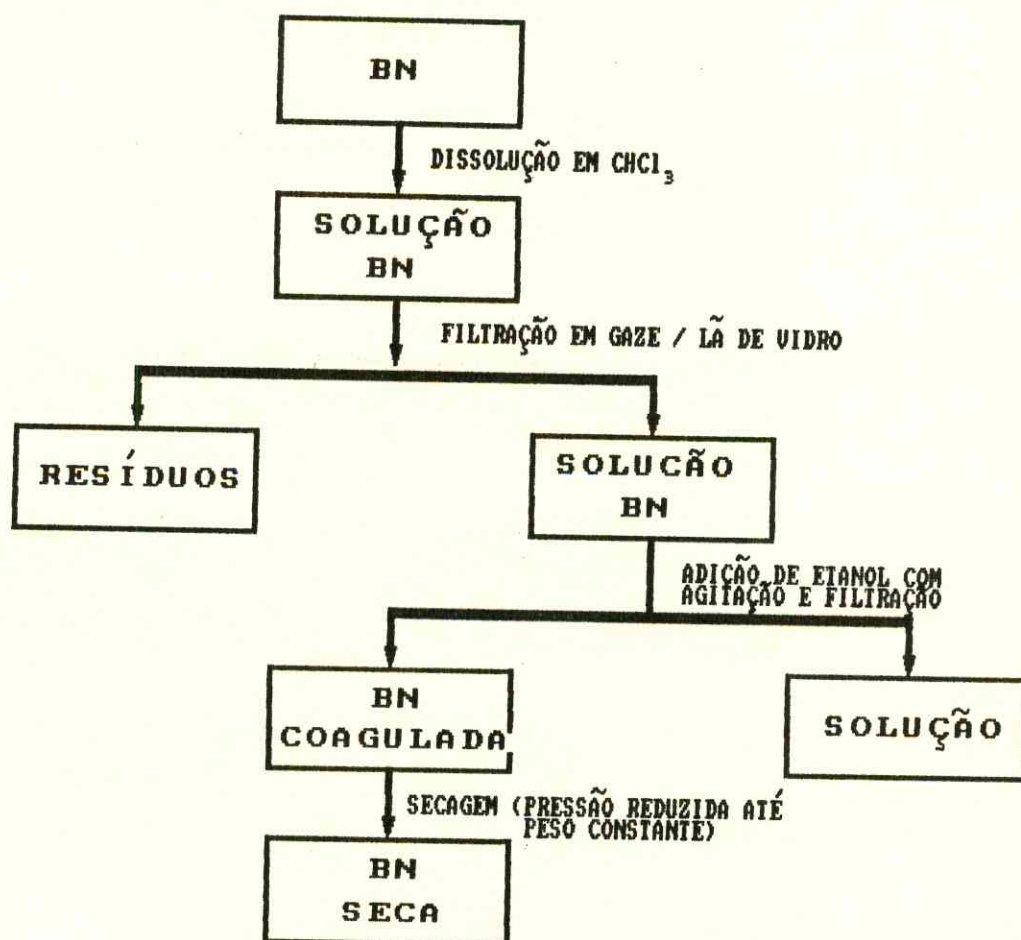 BN
DISSOLUÇÃO EM CHCl₃
SOLUÇÃO
BN
FILTRAÇÃO EM GAZE / LÃ DE VIDRO
RESÍDUOS
SOLUCÃO
BN
ADIÇÃO DE ETANOL COM
AGITAÇÃO E FILTRAÇÃO
BN
COAGULADA
SOLUÇÃO
SECAGEM (PRESSÃO REDUZIDA ATÉ
PESO CONSTANTE)
BN
SECA